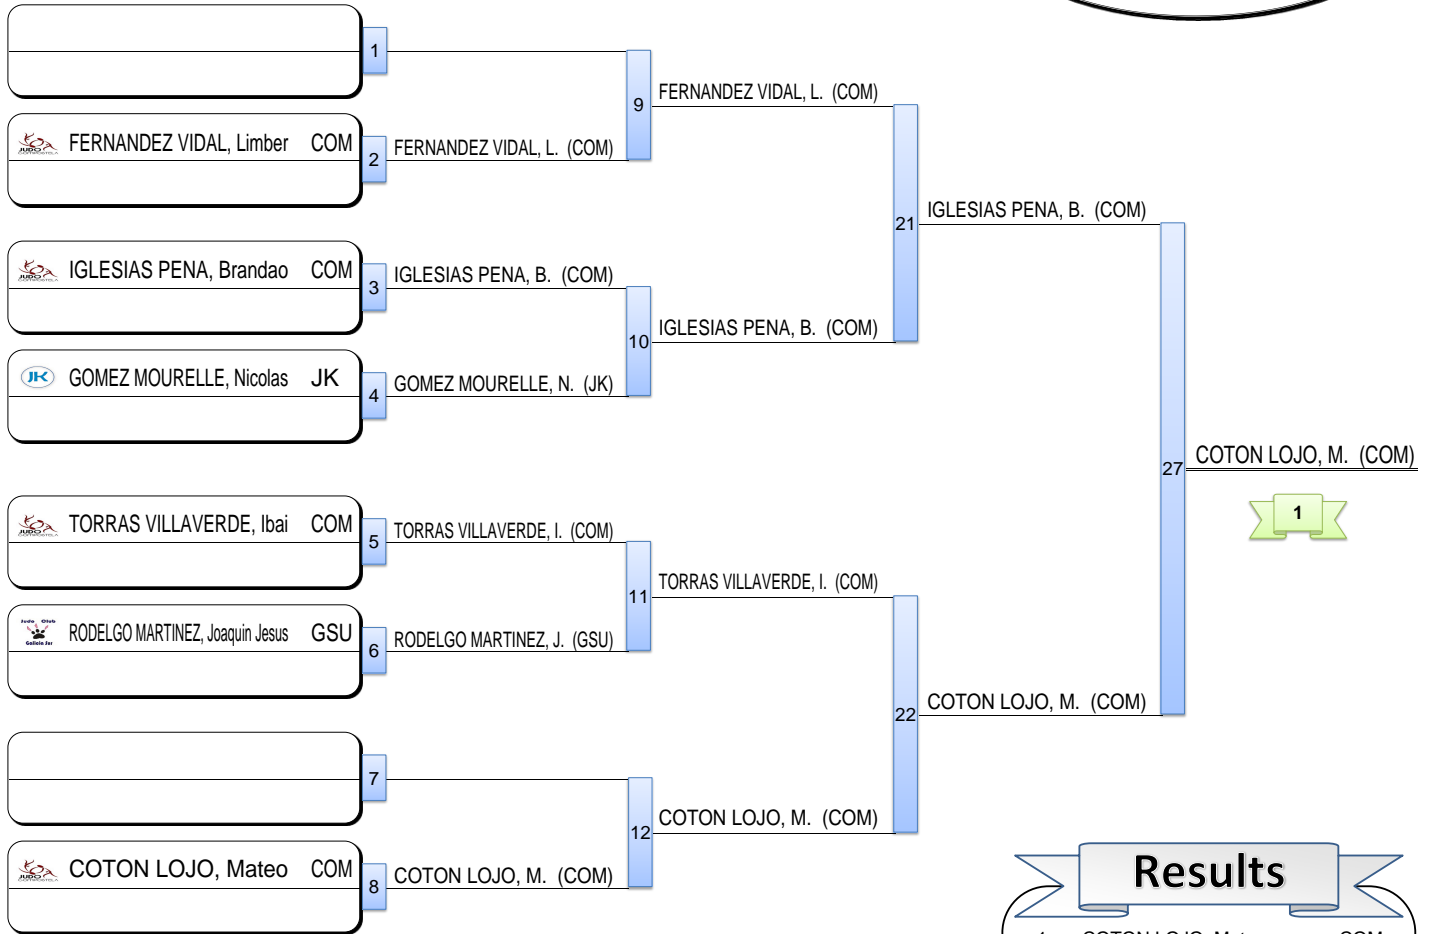 1
FERNANDEZ VIDAL, L. (COM)
9
FERNANDEZ VIDAL, Limber COM
2
FERNANDEZ VIDAL, L. (COM)
21
IGLESIAS PENA, B. (COM)
IGLESIAS PENA, Brandao COM
3
IGLESIAS PENA, B. (COM)
10
IGLESIAS PENA, B. (COM)
JK
GOMEZ MOURELLE, Nicolas JK
4
GOMEZ MOURELLE, N. (JK)
27
COTON LOJO, M. (COM)
1
TORRAS VILLAVERDE, Ibai COM
5
TORRAS VILLAVERDE, I. (COM)
11
TORRAS VILLAVERDE, I. (COM)
Judo Club
Galicia Sur
RODELGO MARTINEZ, Joaquin Jesus GSU
6
RODELGO MARTINEZ, J. (GSU)
22
COTON LOJO, M. (COM)
7
12
COTON LOJO, M. (COM)
COTON LOJO, Mateo COM
8
COTON LOJO, M. (COM)
Results